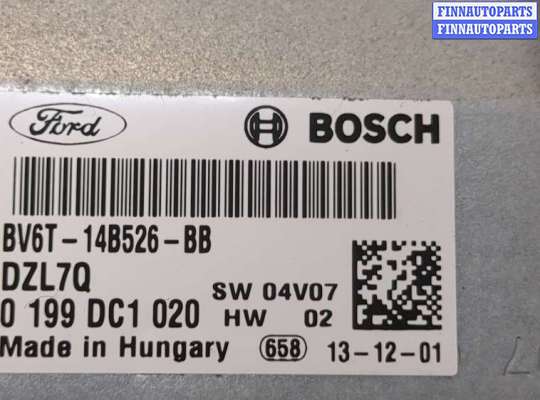 FINNAUTOPARTS
FINNAUTOPARTS
Ford
BOSCH
BV6T-14B526-BB
DZL7Q
0 199 DC1 020
SW 04V07
HW 02
Made in Hungary
658
13-12-01